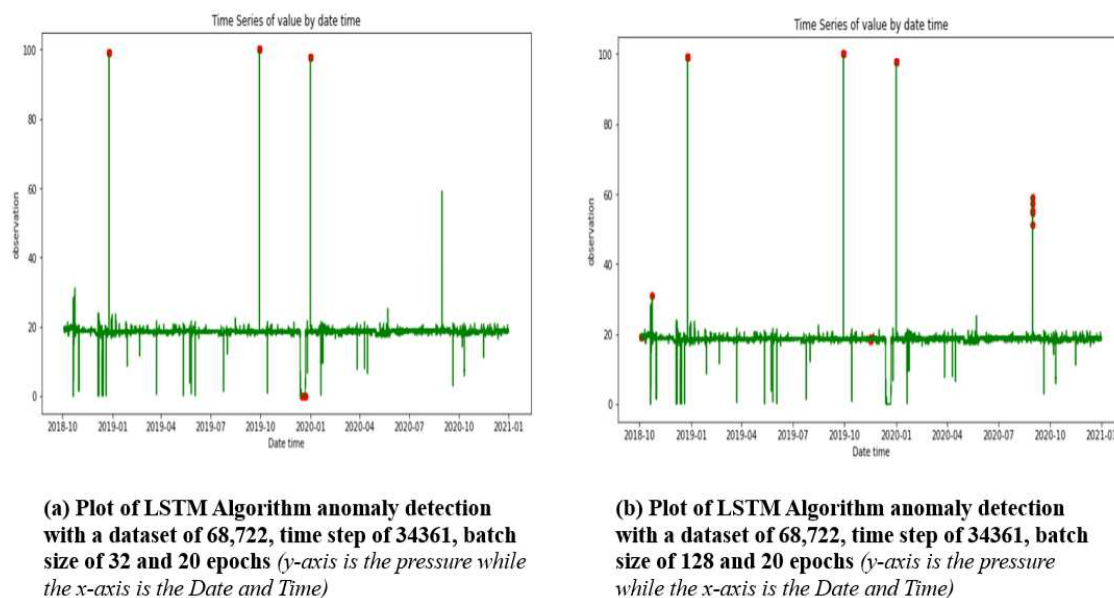 Time Series of value by date time
100
80
60
40
20
0
observation
2018-10 2019-01 2019-04 2019-07 2019-10 2020-01 2020-04 2020-07 2020-10 2021-01
Date time
(a) Plot of LSTM Algorithm anomaly detection
with a dataset of 68,722, time step of 34361, batch
size of 32 and 20 epochs (y-axis is the pressure while
the x-axis is the Date and Time)
Time Series of value by date time
100
80
60
40
20
0
observation
2018-10 2019-01 2019-04 2019-07 2019-10 2020-01 2020-04 2020-07 2020-10 2021-01
Date time
(b) Plot of LSTM Algorithm anomaly detection
with a dataset of 68,722, time step of 34361, batch
size of 128 and 20 epochs (y-axis is the pressure
while the x-axis is the Date and Time)